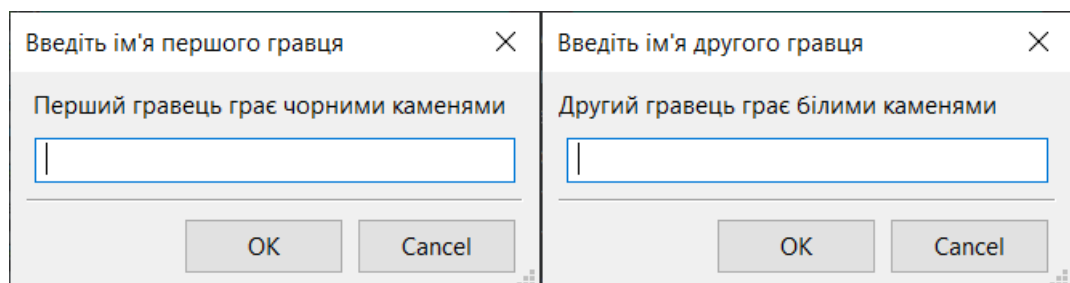 Введіть ім'я першого гравця
Перший гравець грає чорними каменями
OK Cancel
Введіть ім'я другого гравця
Другий гравець грає білими каменями
OK Cancel